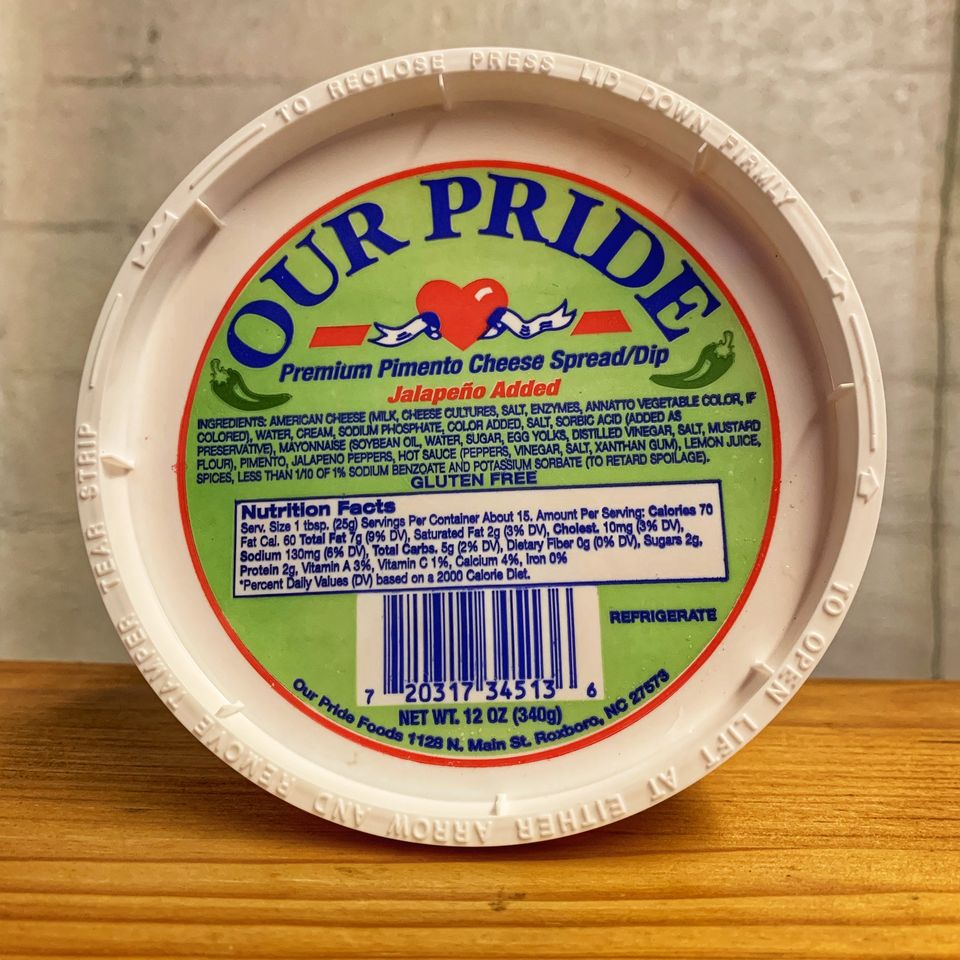 TO RECLOSE PRESS LID DOWN FIRMLY
TO OPEN LIFT AT EITHER ARROW AND REMOVE TAMPER TEAR STRIP
OUR PRIDE
Premium Pimento Cheese Spread/Dip
Jalapeño Added
INGREDIENTS: AMERICAN CHEESE (MILK, CHEESE CULTURES, SALT, ENZYMES, ANNATTO VEGETABLE COLOR, IF
COLORED), WATER, CREAM, SODIUM PHOSPHATE, COLOR ADDED, SALT, SORBIC ACID (ADDED AS
PRESERVATIVE), MAYONNAISE (SOYBEAN OIL, WATER, SUGAR, EGG YOLKS, DISTILLED VINEGAR, SALT, MUSTARD
FLOUR), PIMENTO, JALAPENO PEPPERS, HOT SAUCE (PEPPERS, VINEGAR, SALT, XANTHAN GUM), LEMON JUICE,
SPICES, LESS THAN 1/10 OF 1% SODIUM BENZOATE AND POTASSIUM SORBATE (TO RETARD SPOILAGE).
GLUTEN FREE
Nutrition Facts
Serv. Size 1 tbsp. (25g) Servings Per Container About 15. Amount Per Serving: Calories 70
Fat Cal. 60 Total Fat 7g (9% DV), Saturated Fat 2g (3% DV), Cholest. 10mg (3% DV),
Sodium 130mg (6% DV), Total Carbs. 5g (2% DV), Dietary Fiber 0g (0% DV), Sugars 2g,
Protein 2g, Vitamin A 3%, Vitamin C 1%, Calcium 4%, Iron 0%
*Percent Daily Values (DV) based on a 2000 Calorie Diet.
REFRIGERATE
7 20317 34513 6
NET WT. 12 OZ (340g)
Our Pride Foods 1128 N. Main St. Roxboro, NC 27573